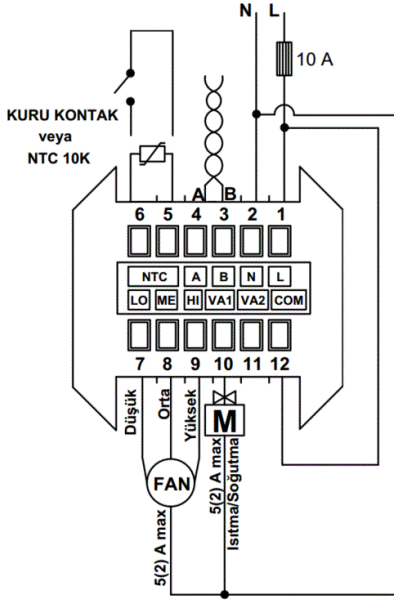 N L
10 A
KURU KONTAK
veya
NTC 10K
A B
6 5 4 3 2 1
NTC A B N L
LO ME HI VA1 VA2 COM
7 8 9 10 11 12
Düşük
Orta
Yüksek
M
FAN
5(2) A max
5(2) A max
Isıtma/Soğutma